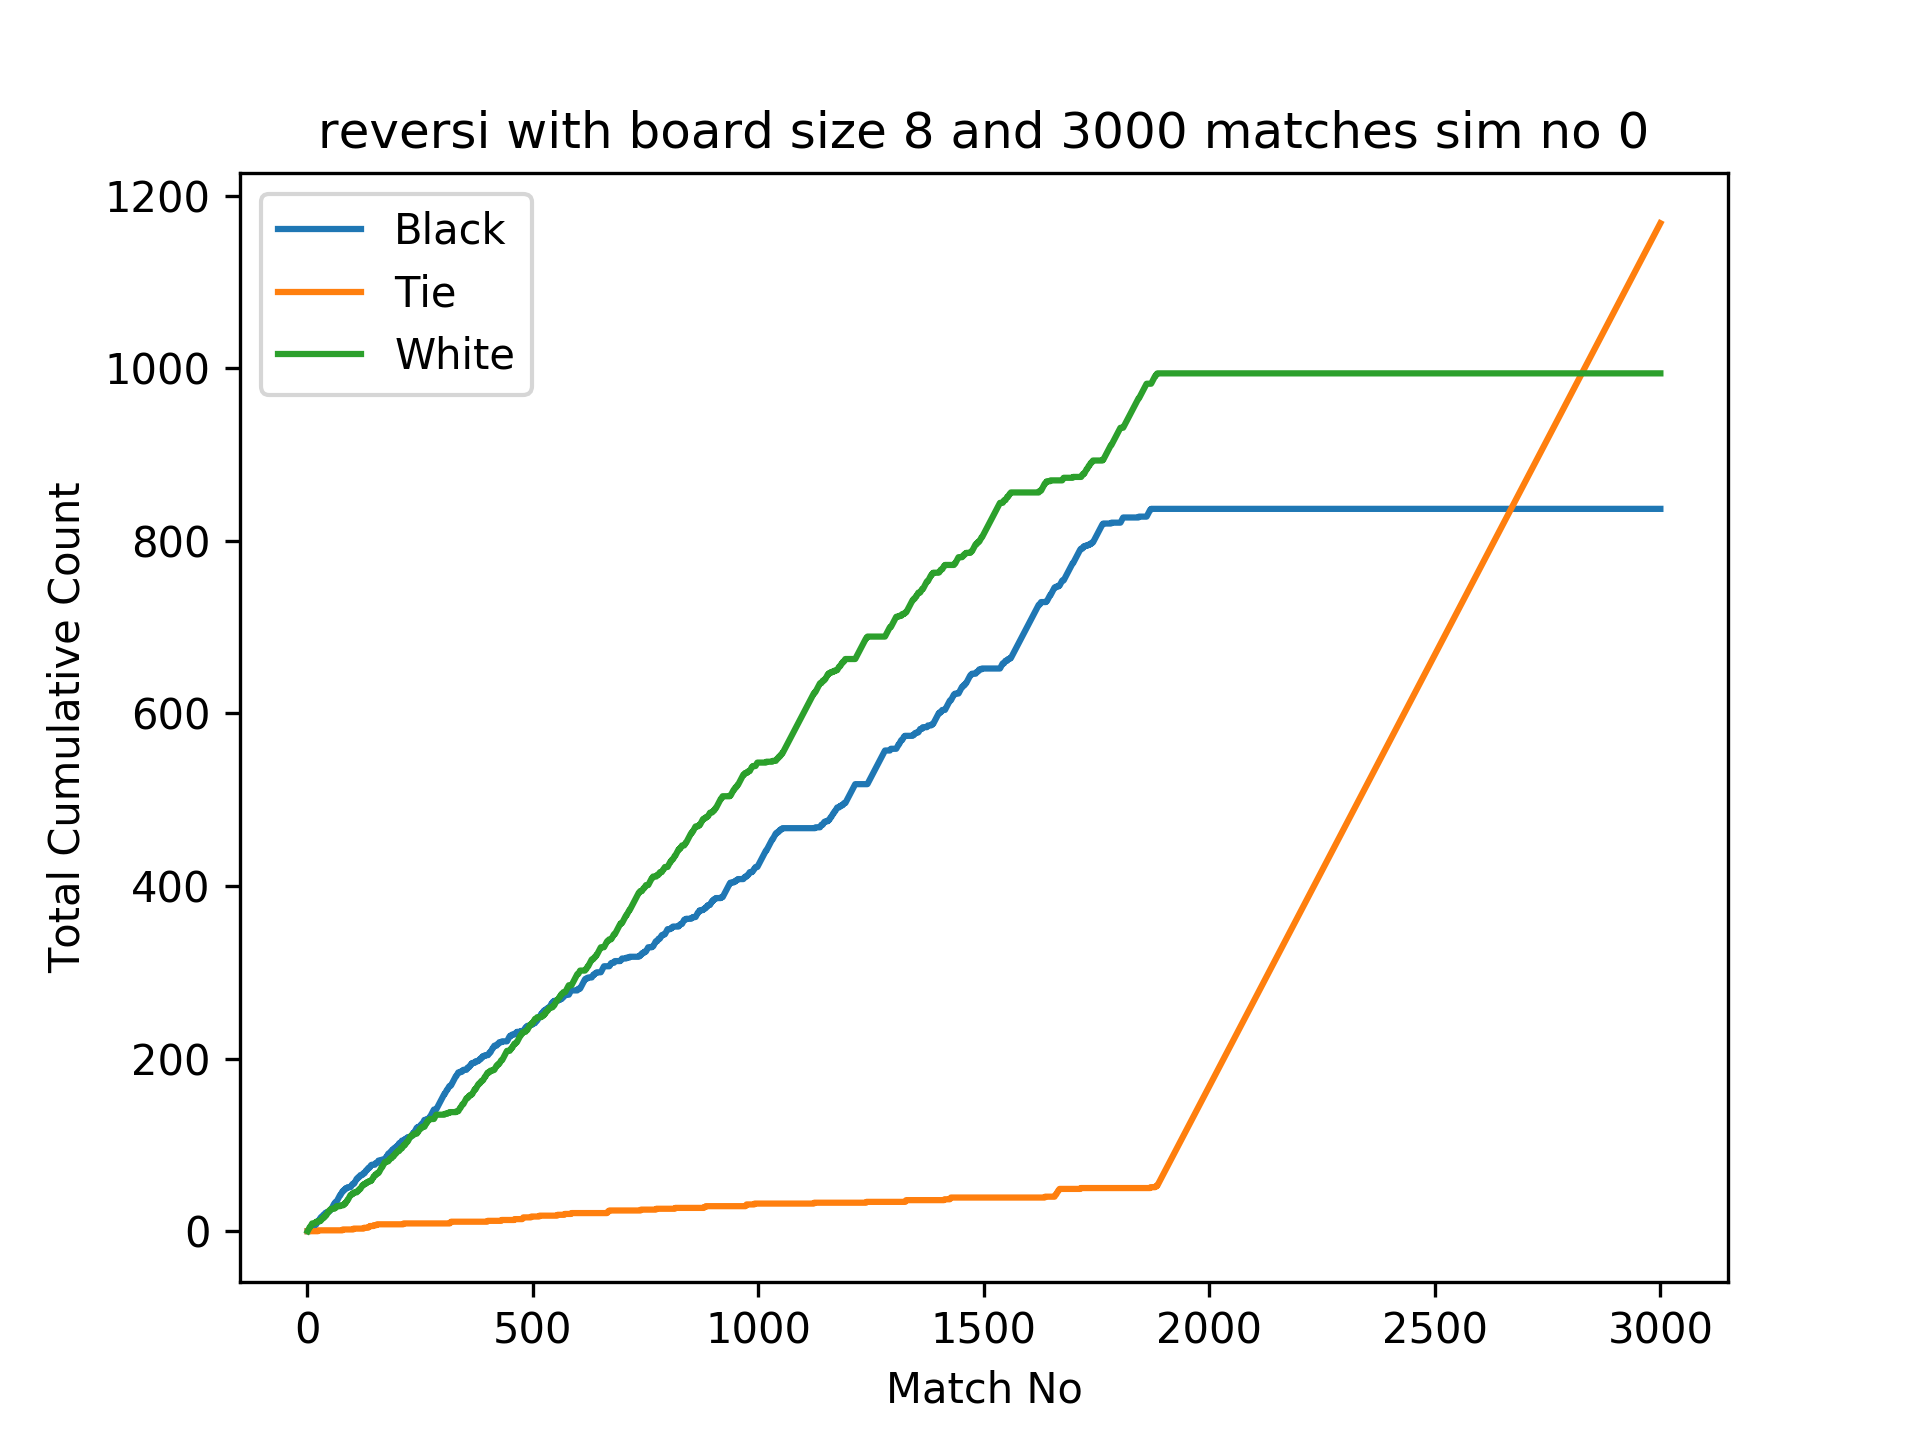 reversi with board size 8 and 3000 matches sim no 0
1200
1000
800
600
400
200
0
Total Cumulative Count
Black
Tie
White
0 500 1000 1500 2000 2500 3000
Match No